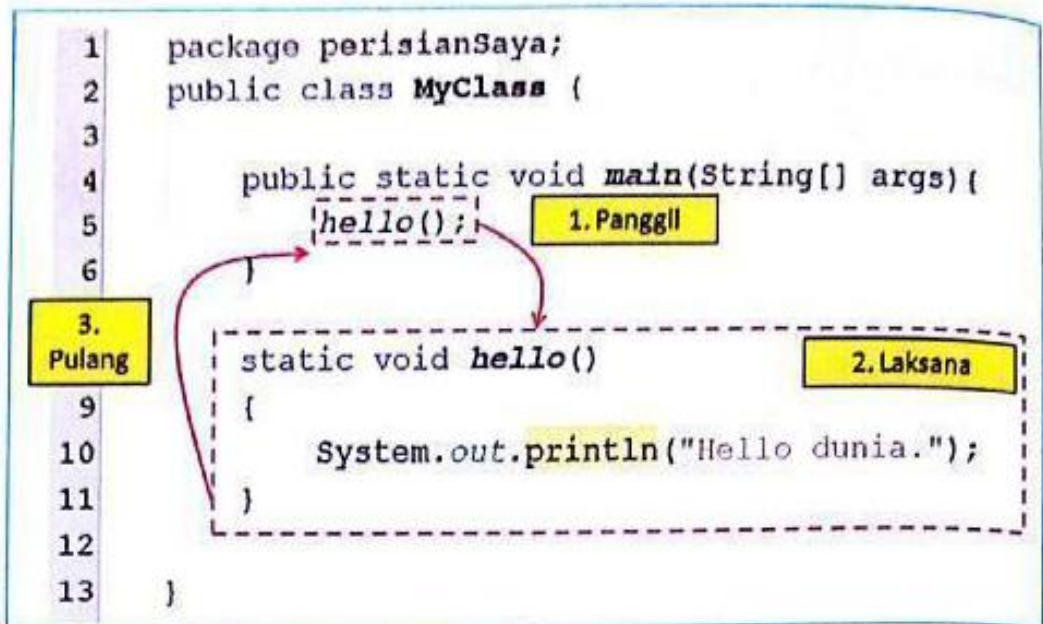 1 package perisianSaya;
2 public class MyClass {
3
4 public static void main(String[] args){
5 hello(); 1. Panggil
6 }
3.
Pulang
static void hello() 2. Laksana
9 {
10 System.out.println("Hello dunia.");
11 }
12
13 }